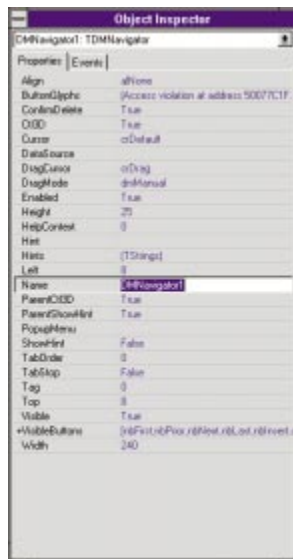 Object Inspector
DMNavigator1: TDMNavigator
Properties Events
Align alNone
ButtonGlyphs (Access violation at address 50077C1F.
ConfirmDelete True
Ctl3D True
Cursor crDefault
DataSource
DragCursor crDrag
DragMode dmManual
Enabled True
Height 25
HelpContext 0
Hint
Hints (TStrings)
Left 8
Name DMNavigator1
ParentCtl3D True
ParentShowHint True
PopupMenu
ShowHint False
TabOrder 0
TabStop False
Tag 0
Top 8
Visible True
+VisibleButtons [nbFirst,nbPrior,nbNext,nbLast,nbInsert,
Width 240